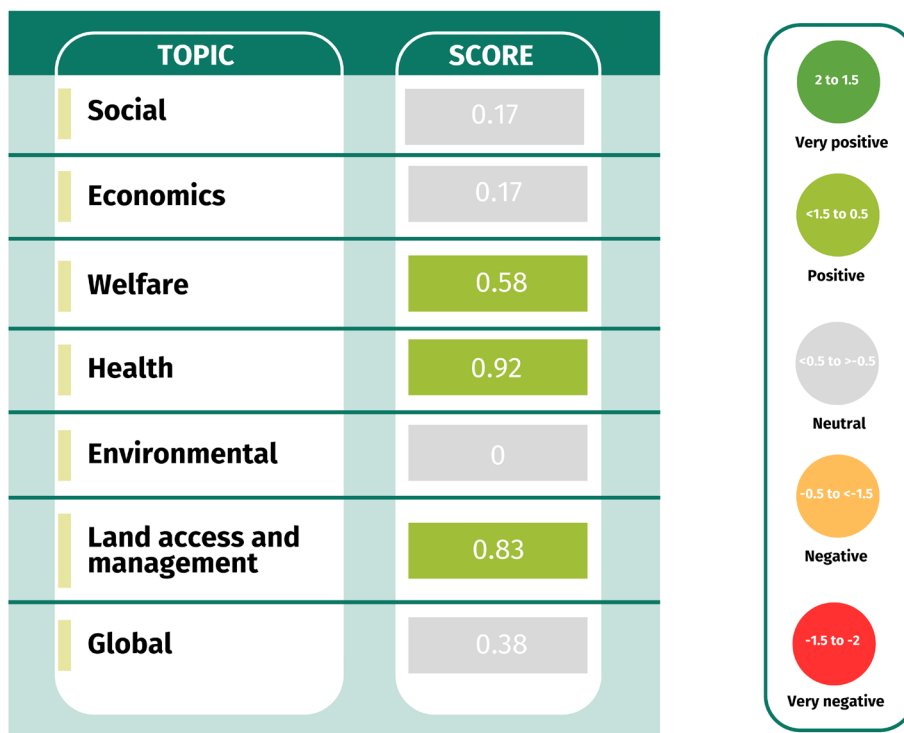 TOPIC SCORE
Social 0.17
Economics 0.17
Welfare 0.58
Health 0.92
Environmental 0
Land access and
management 0.83
Global 0.38
2 to 1.5
Very positive
<1.5 to 0.5
Positive
<0.5 to >-0.5
Neutral
-0.5 to <-1.5
Negative
-1.5 to -2
Very negative